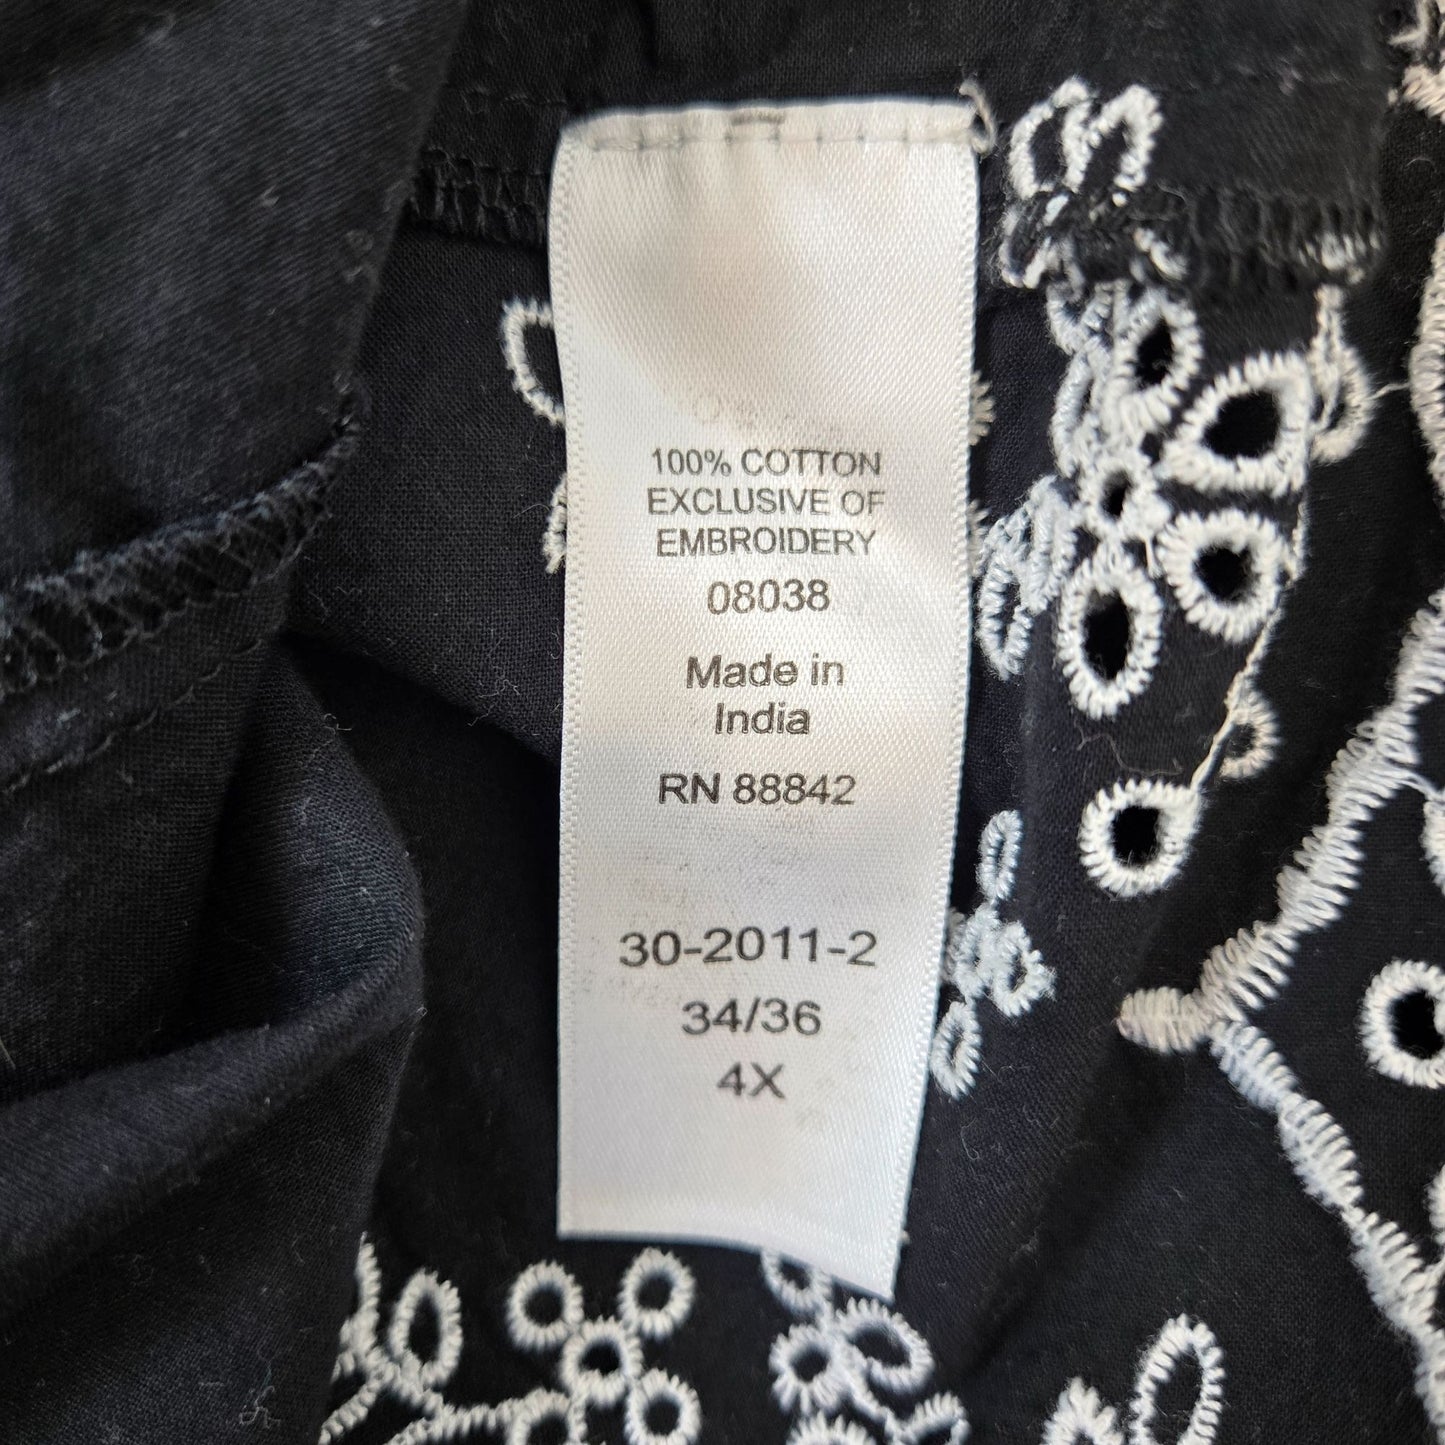 100% COTTON
EXCLUSIVE OF
EMBROIDERY
08038
Made in
India
RN 88842
30-2011-2
34/36
4X